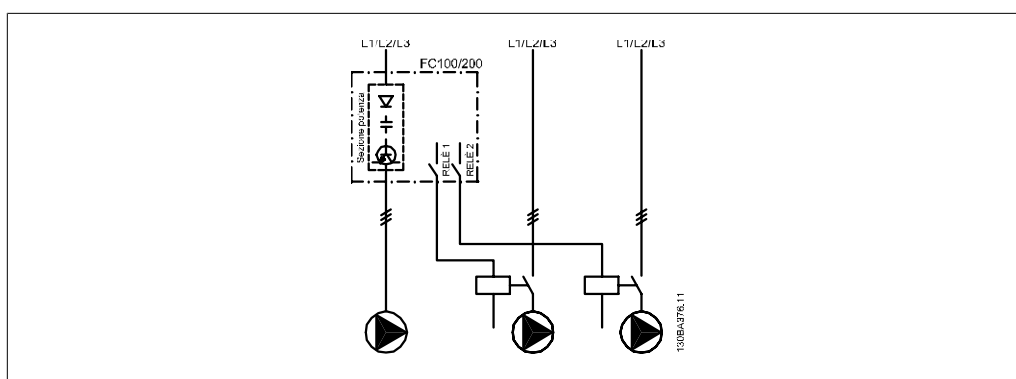 L1/L2/L3
L1/L2/L3
L1/L2/L3
FC100/200
Sezione potenza
RELÈ 1
RELÈ 2
130BA376.11